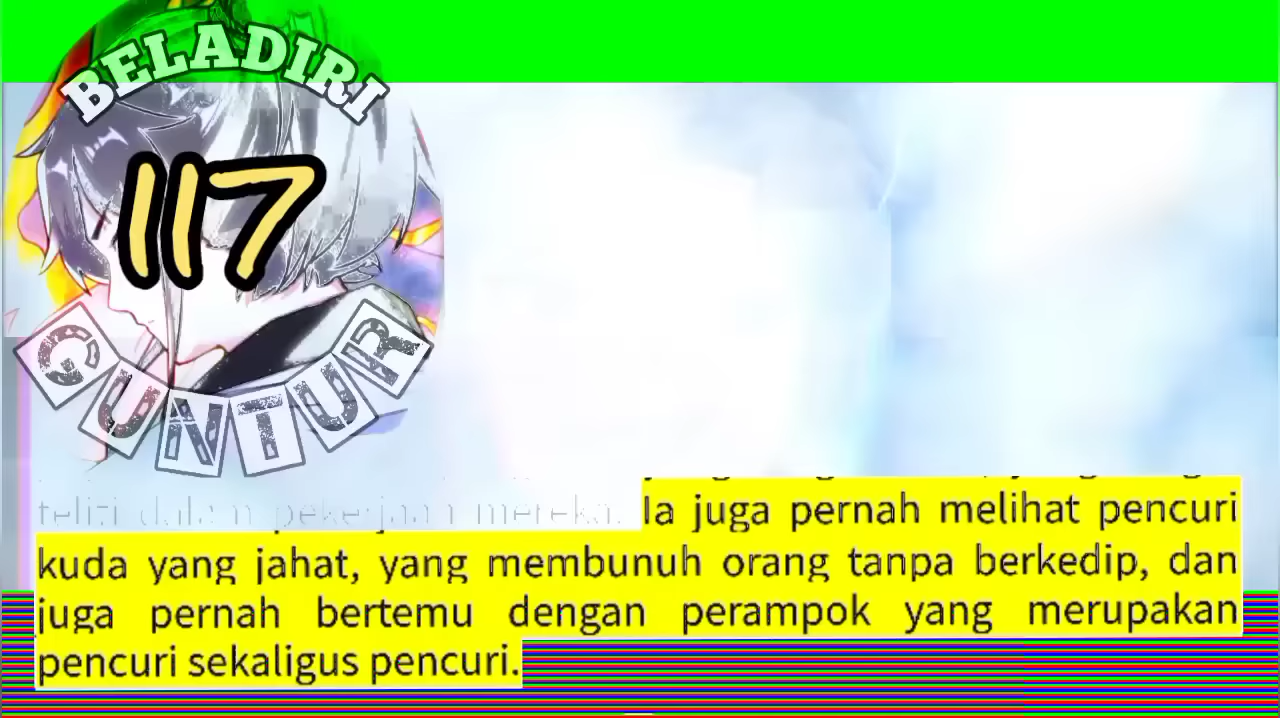 BELADIRI
117
GUNTUR
teliti dalam pekerjaan mereka. Ia juga pernah melihat pencuri
kuda yang jahat, yang membunuh orang tanpa berkedip, dan
juga pernah bertemu dengan perampok yang merupakan
pencuri sekaligus pencuri.